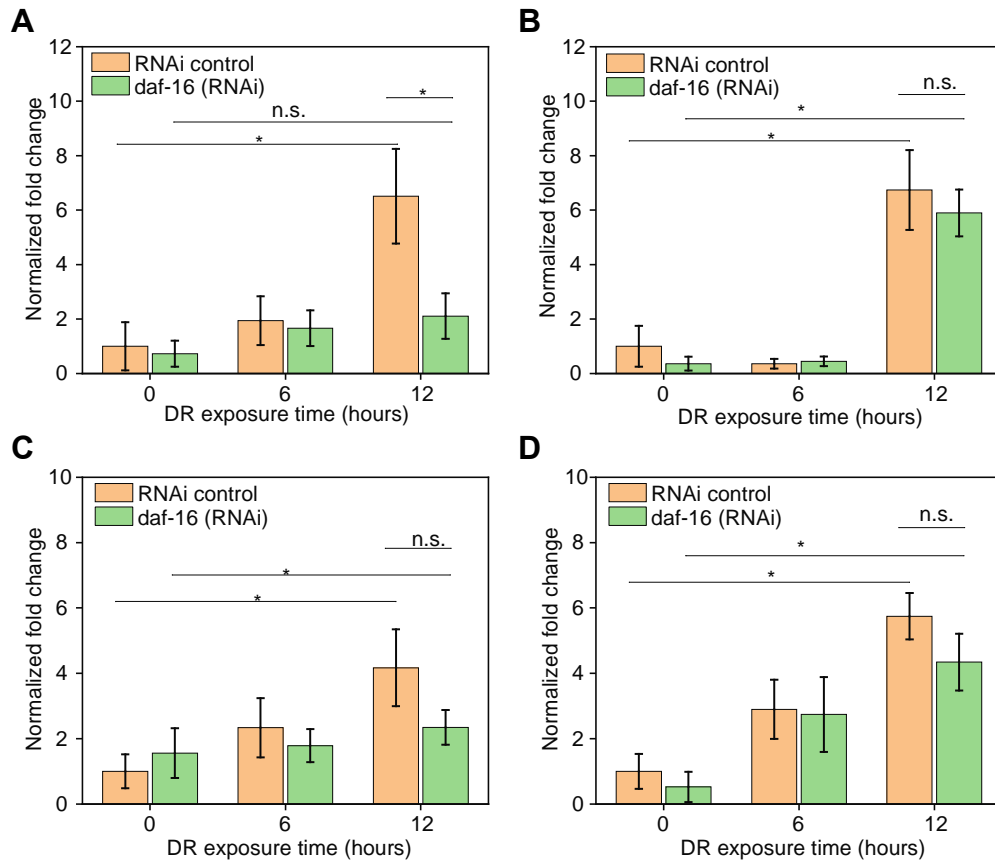 A
12
10
8
6
4
2
0
Normalized fold change
RNAi control
daf-16 (RNAi)
*
n.s.
*
0
6
12
DR exposure time (hours)
B
12
10
8
6
4
2
0
Normalized fold change
RNAi control
daf-16 (RNAi)
n.s.
*
*
0
6
12
DR exposure time (hours)
C
10
8
6
4
2
0
Normalized fold change
RNAi control
daf-16 (RNAi)
n.s.
*
*
0
6
12
DR exposure time (hours)
D
10
8
6
4
2
0
Normalized fold change
RNAi control
daf-16 (RNAi)
n.s.
*
*
0
6
12
DR exposure time (hours)